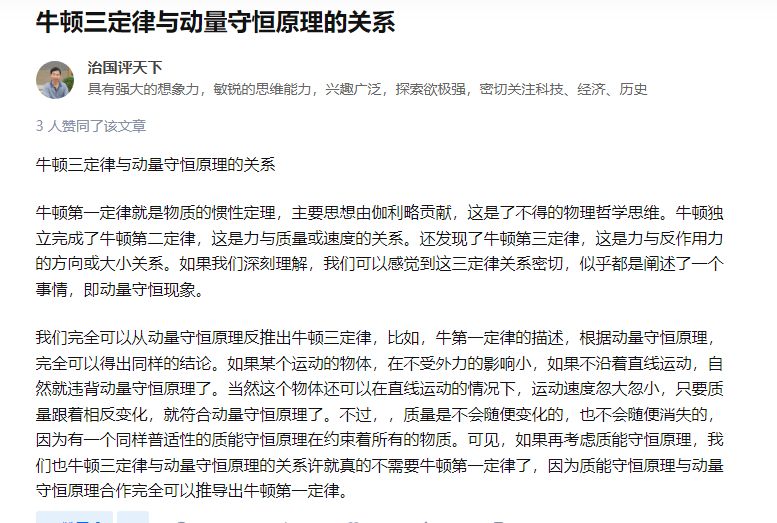 牛顿三定律与动量守恒原理的关系
治国评天下
具有强大的想象力，敏锐的思维能力，兴趣广泛，探索欲极强，密切关注科技、经济、历史
3 人赞同了该文章
牛顿三定律与动量守恒原理的关系
牛顿第一定律就是物质的惯性定理，主要思想由伽利略贡献，这是了不得的物理哲学思维。牛顿独
立完成了牛顿第二定律，这是力与质量或速度的关系。还发现了牛顿第三定律，这是力与反作用力
的方向或大小关系。如果我们深刻理解，我们可以感觉到这三定律关系密切，似乎都是阐述了一个
事情，即动量守恒现象。
我们完全可以从动量守恒原理反推出牛顿三定律，比如，牛第一定律的描述，根据动量守恒原理，
完全可以得出同样的结论。如果某个运动的物体，在不受外力的影响小，如果不沿着直线运动，自
然就违背动量守恒原理了。当然这个物体还可以在直线运动的情况下，运动速度忽大忽小，只要质
量跟着相反变化，就符合动量守恒原理了。不过，，质量是不会随便变化的，也不会随便消失的，
因为有一个同样普适性的质能守恒原理在约束着所有的物质。可见，如果再考虑质能守恒原理，我
们也牛顿三定律与动量守恒原理的关系许就真的不需要牛顿第一定律了，因为质能守恒原理与动量
守恒原理合作完全可以推导出牛顿第一定律。